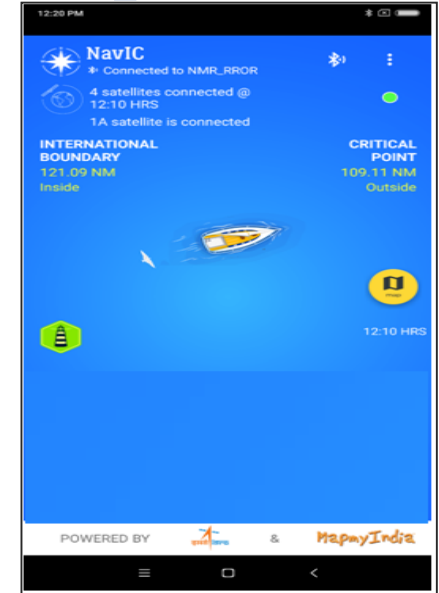 12:20 PM
NavIC
Connected to NMR_RROR
4 satellites connected @
12:10 HRS
1A satellite is connected
INTERNATIONAL
BOUNDARY
121.09 NM
Inside
CRITICAL
POINT
109.11 NM
Outside
map
12:10 HRS
POWERED BY
&
MapmyIndia